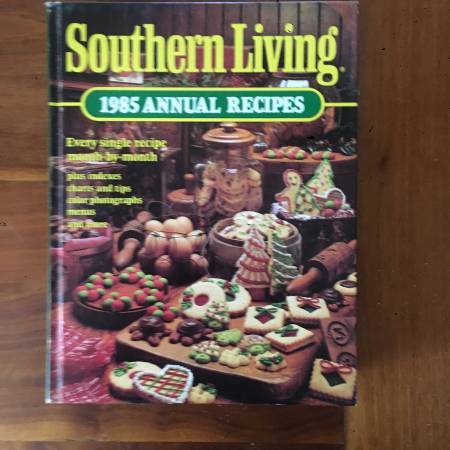 Southern Living®
1985 ANNUAL RECIPES
Every single recipe
month-by-month
plus indexes
charts and tips
color photographs
menus
and more